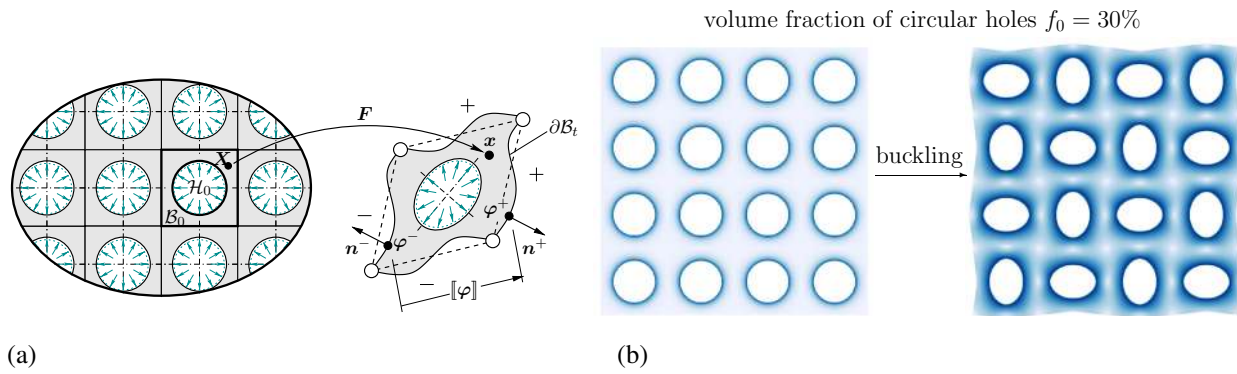 volume fraction of circular holes f₀ = 30%
F
+
∂𝓑ₜ
X
x
+
𝓗₀
𝓑₀
buckling
−
φ⁺
n⁻
φ⁻
n⁺
−
⟦φ⟧
(a)
(b)